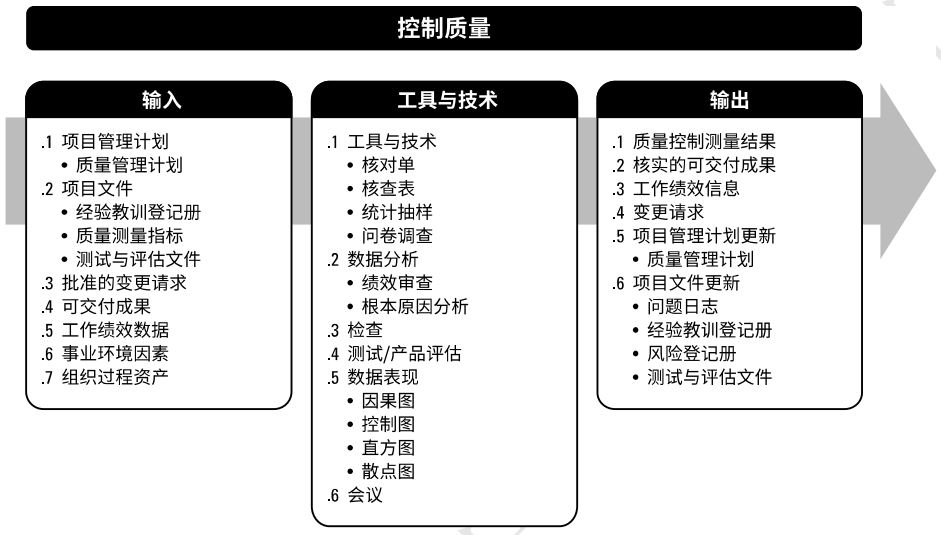 控制质量
输入
.1 项目管理计划
• 质量管理计划
.2 项目文件
• 经验教训登记册
• 质量测量指标
• 测试与评估文件
.3 批准的变更请求
.4 可交付成果
.5 工作绩效数据
.6 事业环境因素
.7 组织过程资产
工具与技术
.1 工具与技术
• 核对单
• 核查表
• 统计抽样
• 问卷调查
.2 数据分析
• 绩效审查
• 根本原因分析
.3 检查
.4 测试/产品评估
.5 数据表现
• 因果图
• 控制图
• 直方图
• 散点图
.6 会议
输出
.1 质量控制测量结果
.2 核实的可交付成果
.3 工作绩效信息
.4 变更请求
.5 项目管理计划更新
• 质量管理计划
.6 项目文件更新
• 问题日志
• 经验教训登记册
• 风险登记册
• 测试与评估文件